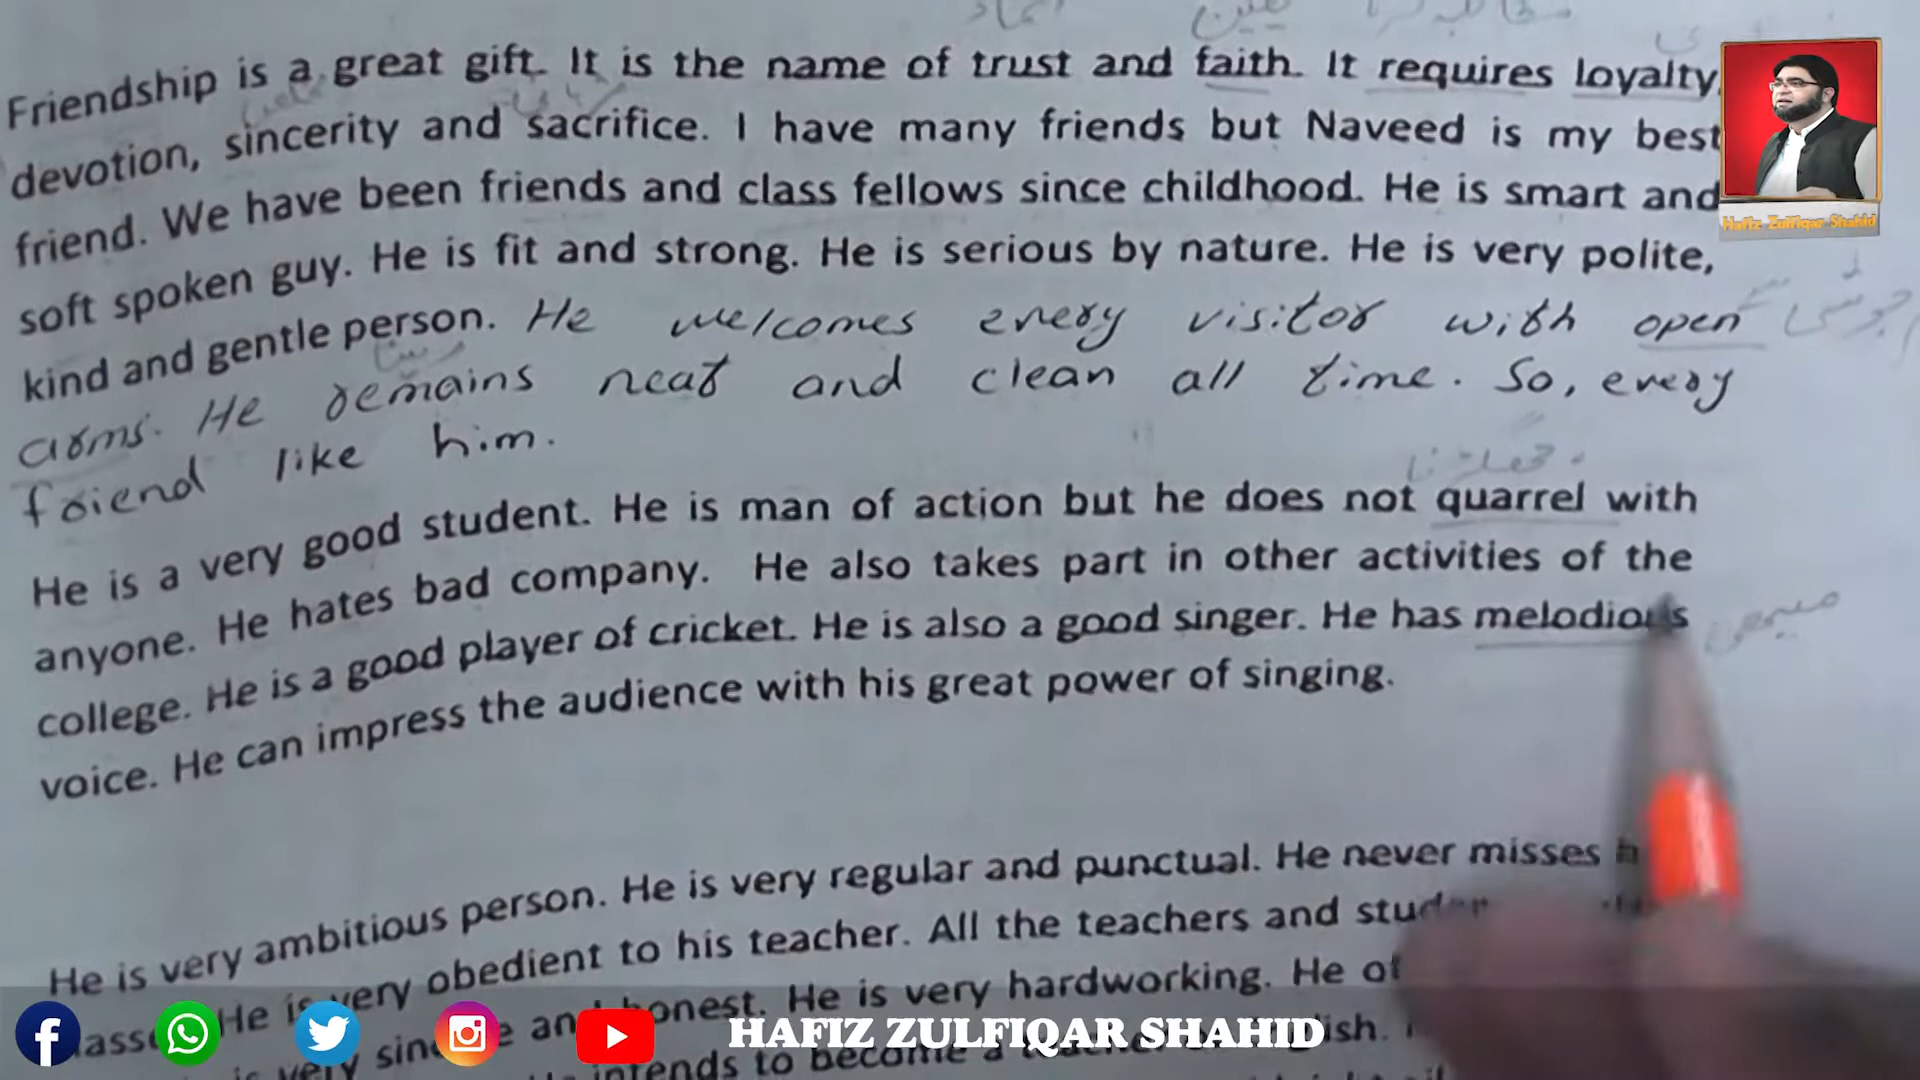 Friendship is a great gift. It is the name of trust and faith. It requires loyalty,
devotion, sincerity and sacrifice. I have many friends but Naveed is my best
friend. We have been friends and class fellows since childhood. He is smart and
soft spoken guy. He is fit and strong. He is serious by nature. He is very polite,
kind and gentle person. He welcomes every visitor with open
arms. He remains neat and clean all time. So, every
friend like him.
He is a very good student. He is man of action but he does not quarrel with
anyone. He hates bad company. He also takes part in other activities of the
college. He is a good player of cricket. He is also a good singer. He has melodious
voice. He can impress the audience with his great power of singing.
He is very ambitious person. He is very regular and punctual. He never misses
He is very obedient to his teacher. All the teachers and
and honest. He is very hardworking. He
very
to become a
Hafiz Zulfiqar Shahid
HAFIZ ZULFIQAR SHAHID